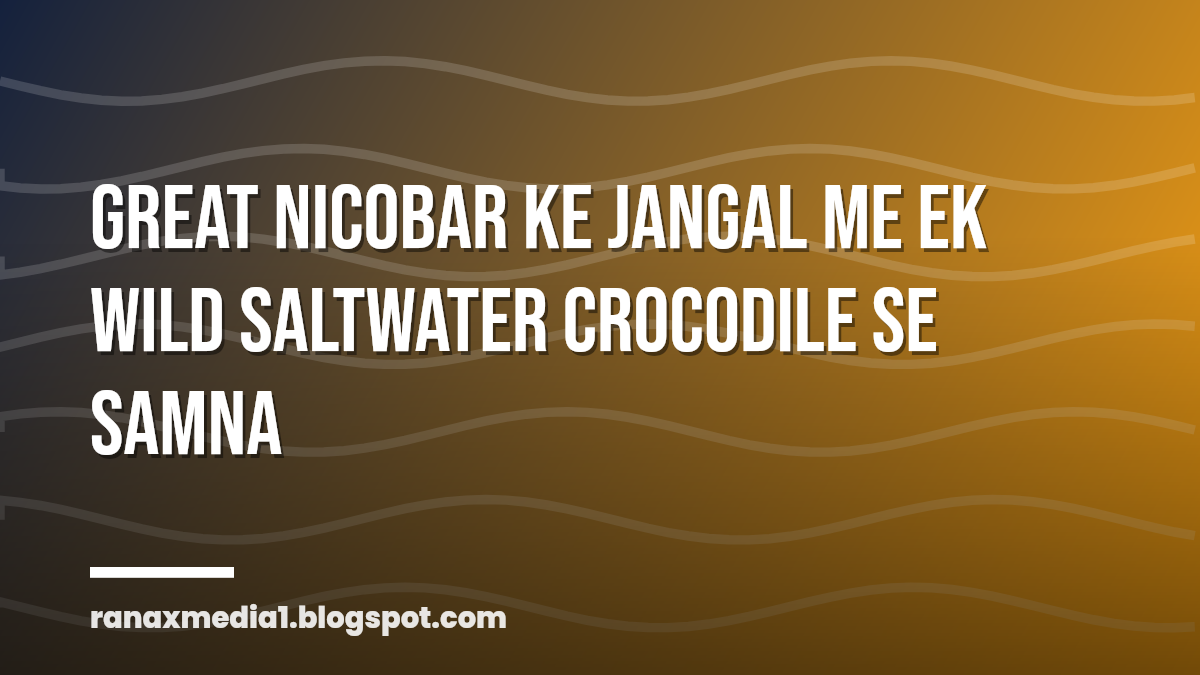 GREAT NICOBAR KE JANGAL ME EK
WILD SALTWATER CROCODILE SE
SAMNA
ranaxmedia1.blogspot.com